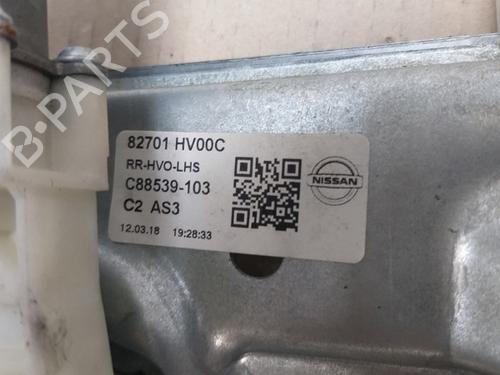 B-PARTS
82701 HV00C
RR-HVO-LHS
C88539-103
C2 AS3
12.03.18 19:28:33
NISSAN